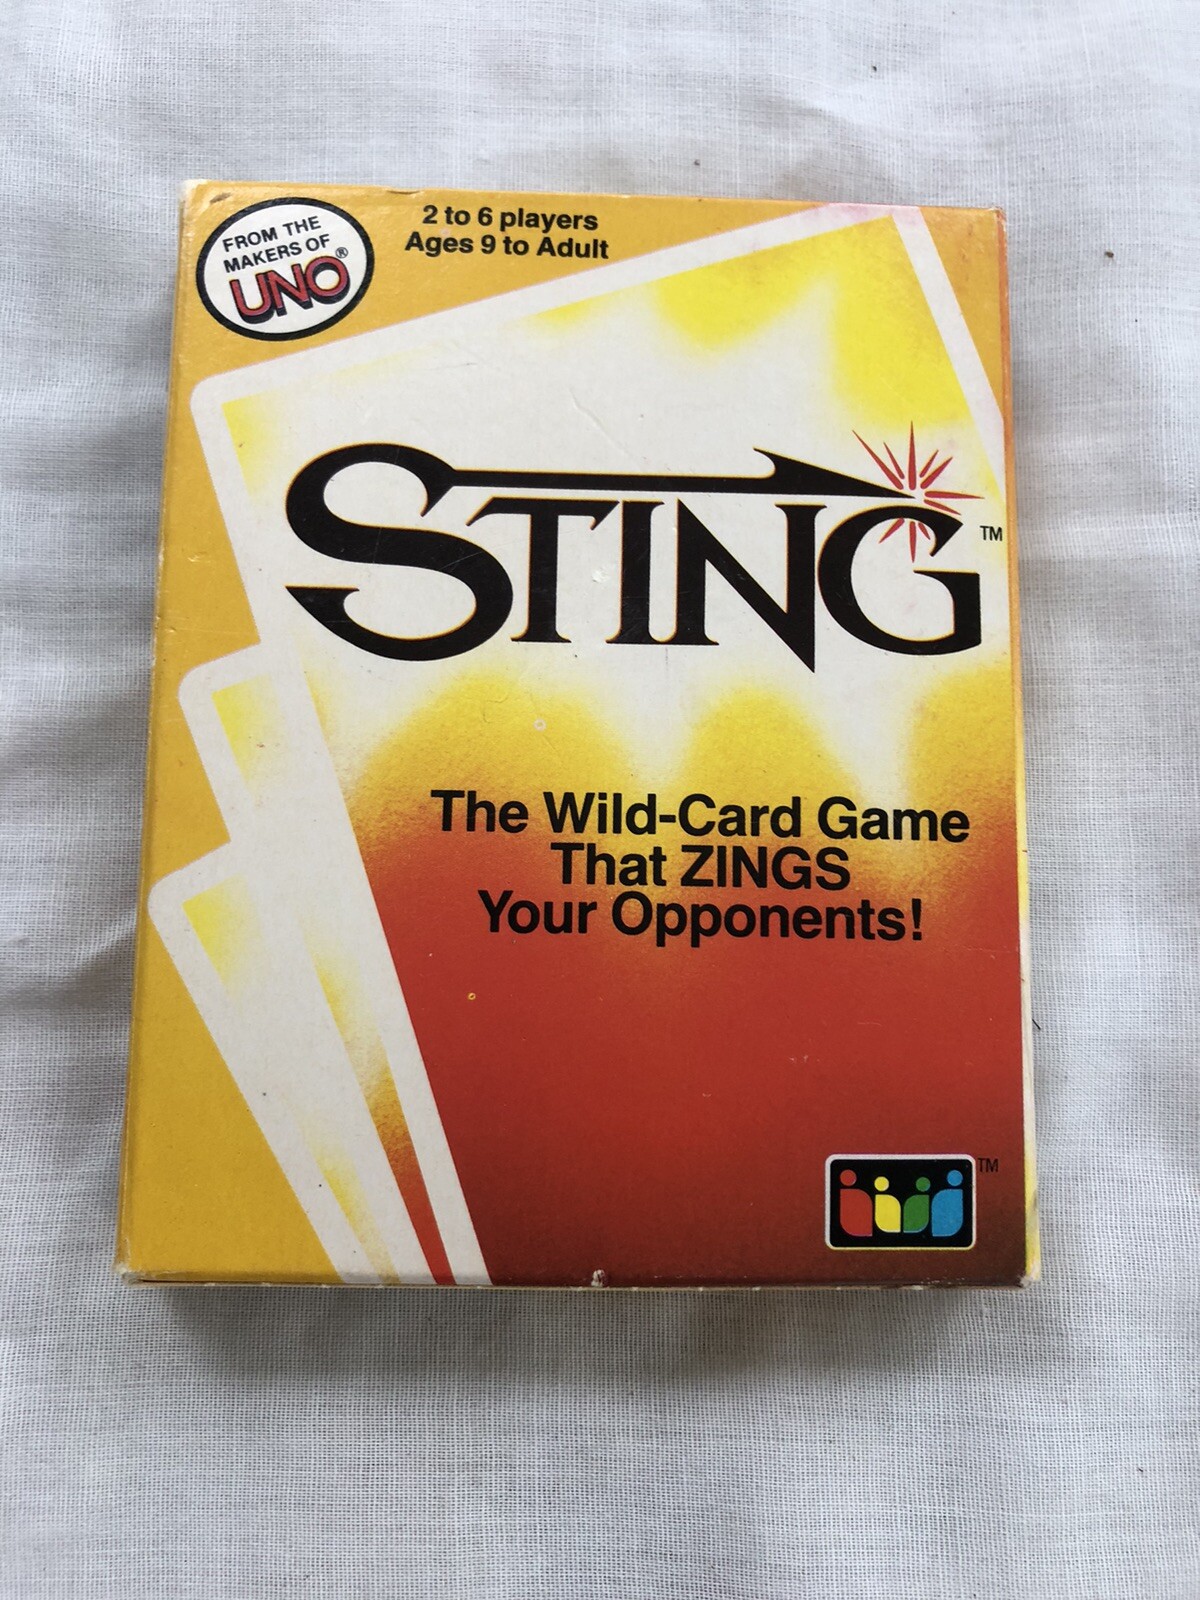 FROM THE
MAKERS OF
UNO®
2 to 6 players
Ages 9 to Adult
STING™
The Wild-Card Game
That ZINGS
Your Opponents!
TM